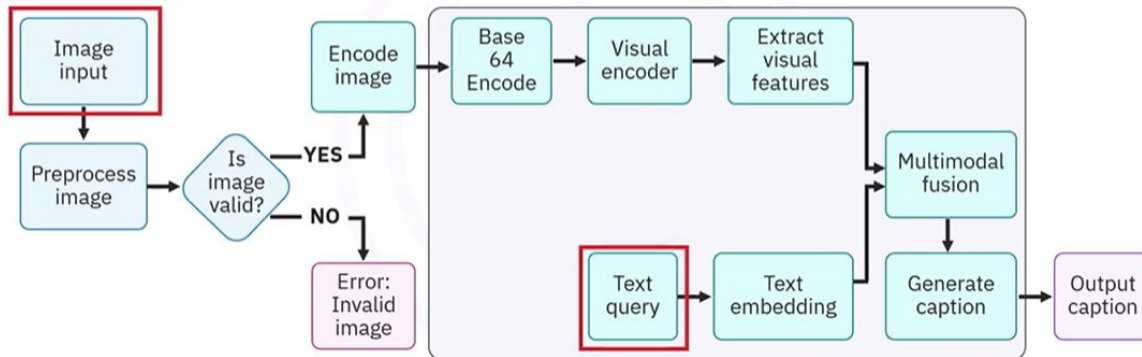 Image
input
Preprocess
image
Is
image
valid?
YES
NO
Encode
image
Error:
Invalid
image
Base
64
Encode
Visual
encoder
Extract
visual
features
Multimodal
fusion
Text
query
Text
embedding
Generate
caption
Output
caption